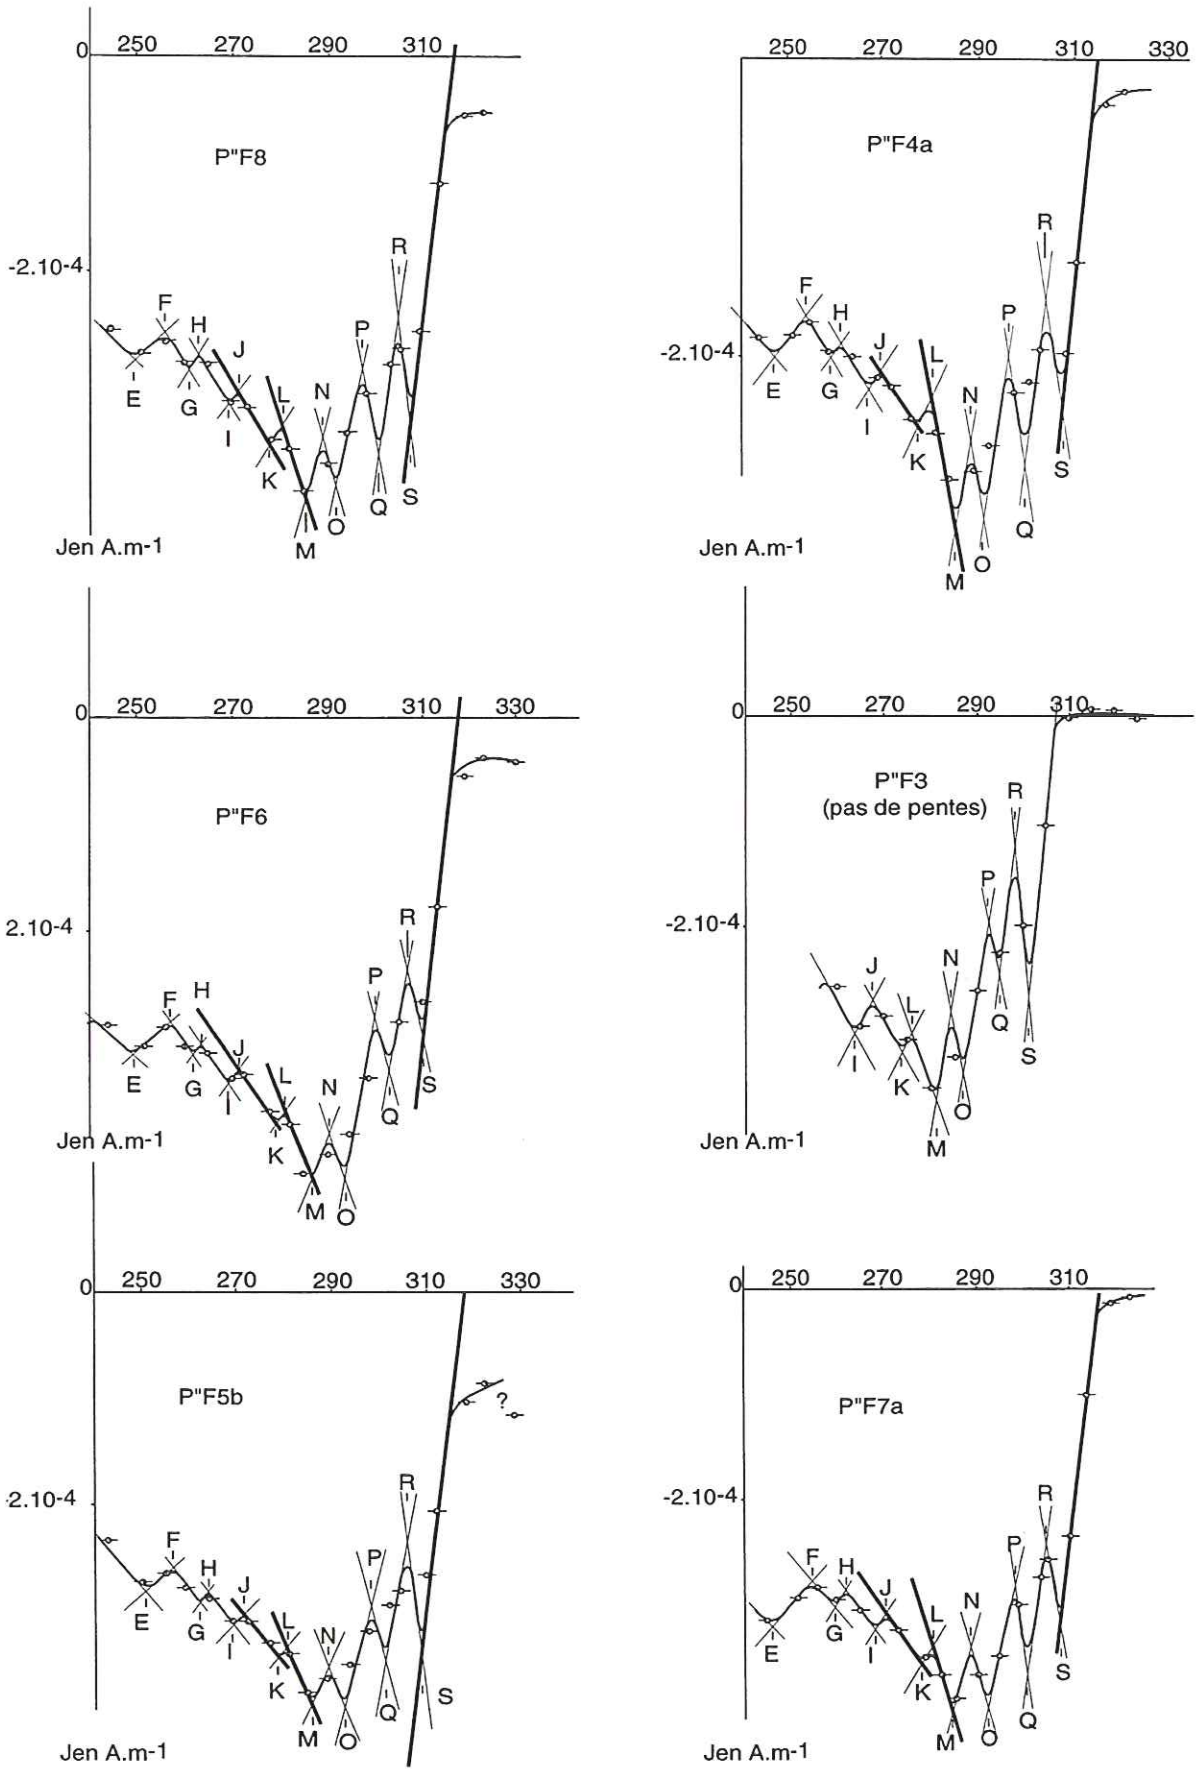 0 250 270 290 310
P"F8
-2.10-4
R
F
H
J
P
L
N
E
G
I
K
M
O
Q
S
Jen A.m-1
250 270 290 310 330
P"F4a
R
F
H
J
P
L
N
-2.10-4
E
G
I
K
M
O
Q
S
Jen A.m-1
0 250 270 290 310 330
P"F6
2.10-4
R
P
F
H
J
L
N
E
G
I
K
M
O
Q
S
Jen A.m-1
0 250 270 290 310
P"F3
(pas de pentes)
R
P
-2.10-4
J
L
N
I
K
M
O
Q
S
Jen A.m-1
0 250 270 290 310 330
P"F5b
?
2.10-4
R
F
H
J
P
L
N
E
G
I
K
M
O
Q
S
Jen A.m-1
0 250 270 290 310
P"F7a
-2.10-4
R
F
H
J
P
L
N
E
G
I
K
M
O
Q
S
Jen A.m-1